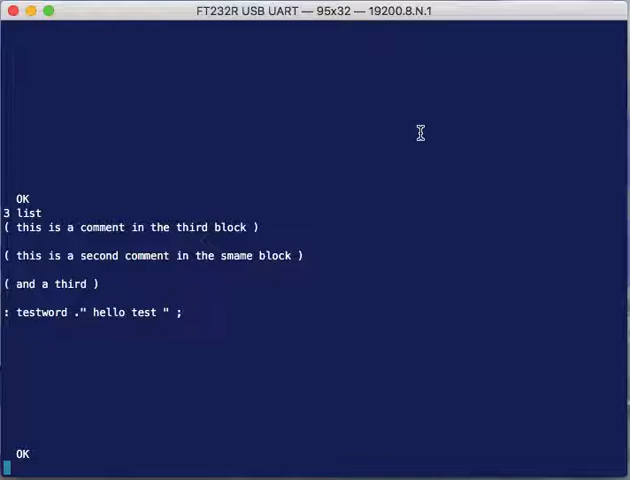 FT232R USB UART — 95x32 — 19200.8.N.1
OK
3 list
( this is a comment in the third block )
( this is a second comment in the smame block )
( and a third )
: testword ." hello test " ;
OK